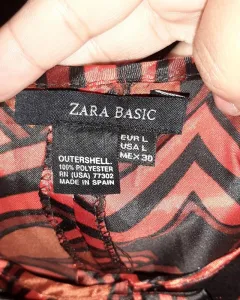 ZARA BASIC
EUR L
USA L
MEX 30
OUTERSHELL
100% POLYESTER
RN (USA) 77302
MADE IN SPAIN